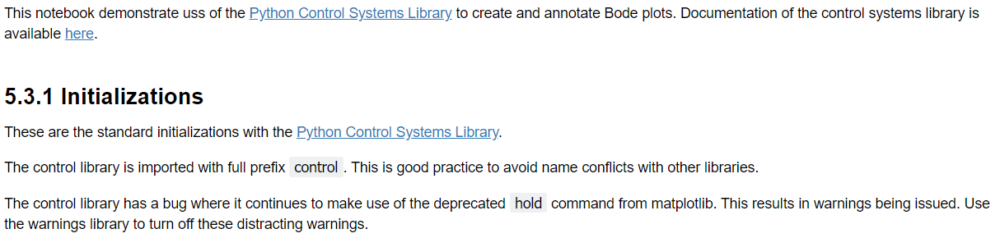 This notebook demonstrate uss of the Python Control Systems Library to create and annotate Bode plots. Documentation of the control systems library is
available here.
5.3.1 Initializations
These are the standard initializations with the Python Control Systems Library.
The control library is imported with full prefix control . This is good practice to avoid name conflicts with other libraries.
The control library has a bug where it continues to make use of the deprecated hold command from matplotlib. This results in warnings being issued. Use
the warnings library to turn off these distracting warnings.